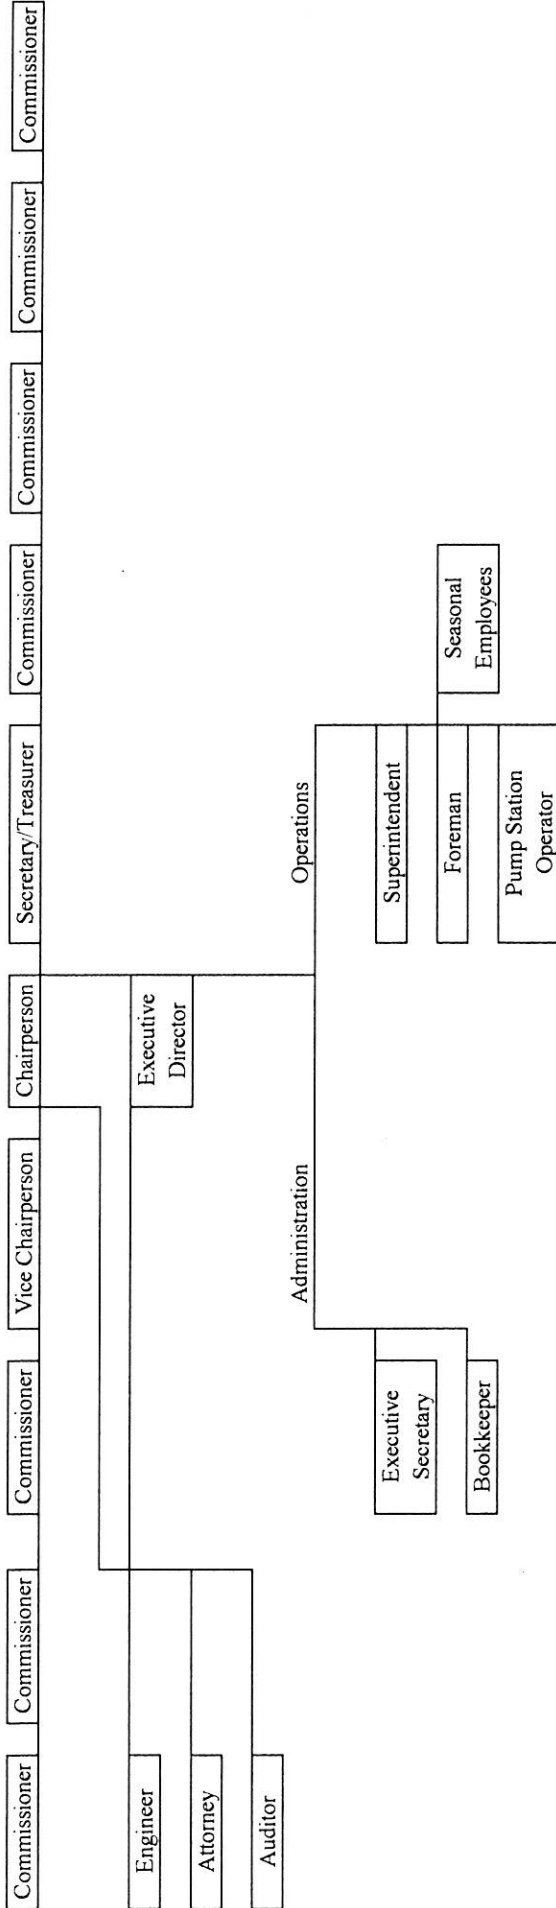 Commissioner
Commissioner
Commissioner
Vice Chairperson
Chairperson
Secretary/Treasurer
Commissioner
Commissioner
Commissioner
Commissioner
Engineer
Attorney
Auditor
Executive
Director
Administration
Operations
Executive
Secretary
Bookkeeper
Superintendent
Foreman
Seasonal
Employees
Pump Station
Operator